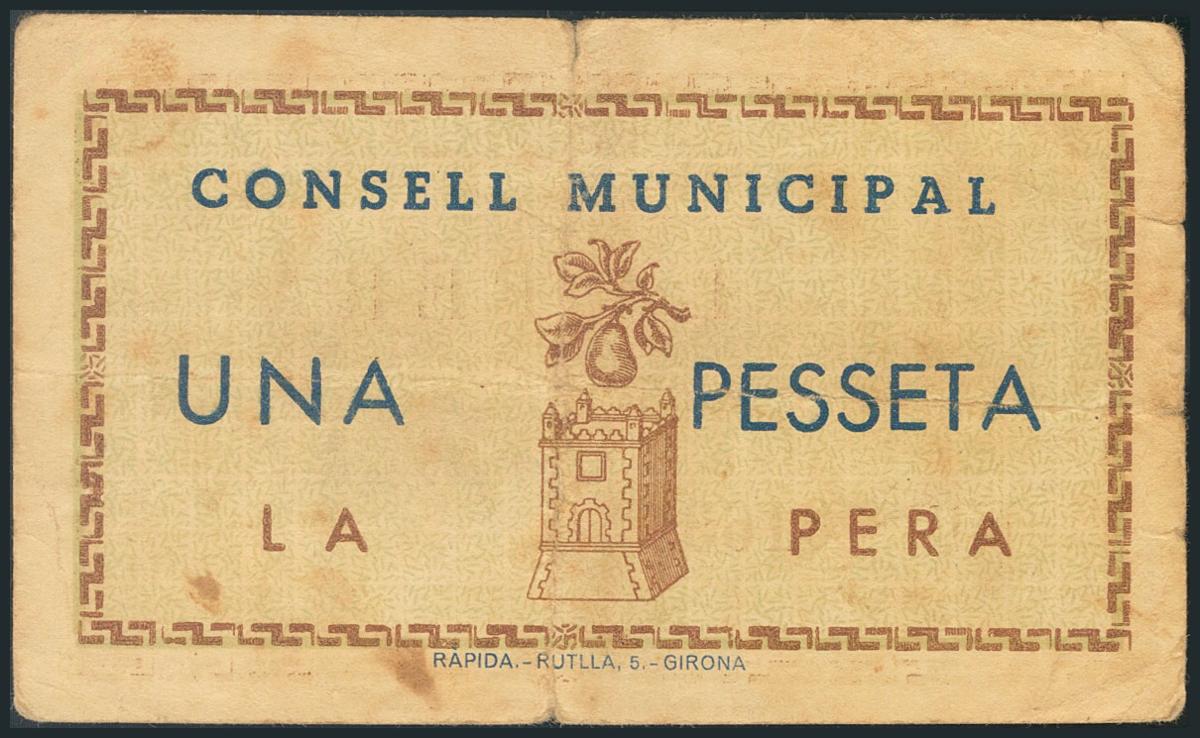 CONSELL MUNICIPAL
UNA PESSETA
LA PERA
RÀPIDA.-RUTLLA, 5.-GIRONA